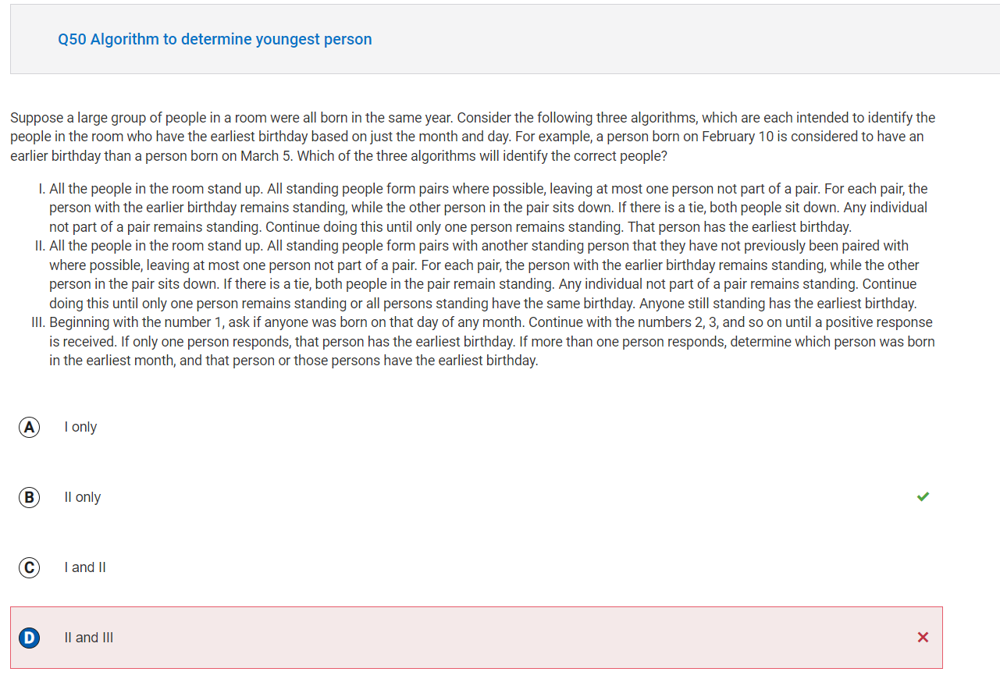 Q50 Algorithm to determine youngest person
Suppose a large group of people in a room were all born in the same year. Consider the following three algorithms, which are each intended to identify the
people in the room who have the earliest birthday based on just the month and day. For example, a person born on February 10 is considered to have an
earlier birthday than a person born on March 5. Which of the three algorithms will identify the correct people?
I. All the people in the room stand up. All standing people form pairs where possible, leaving at most one person not part of a pair. For each pair, the
person with the earlier birthday remains standing, while the other person in the pair sits down. If there is a tie, both people sit down. Any individual
not part of a pair remains standing. Continue doing this until only one person remains standing. That person has the earliest birthday.
II. All the people in the room stand up. All standing people form pairs with another standing person that they have not previously been paired with
where possible, leaving at most one person not part of a pair. For each pair, the person with the earlier birthday remains standing, while the other
person in the pair sits down. If there is a tie, both people in the pair remain standing. Any individual not part of a pair remains standing. Continue
doing this until only one person remains standing or all persons standing have the same birthday. Anyone still standing has the earliest birthday.
III. Beginning with the number 1, ask if anyone was born on that day of any month. Continue with the numbers 2, 3, and so on until a positive response
is received. If only one person responds, that person has the earliest birthday. If more than one person responds, determine which person was born
in the earliest month, and that person or those persons have the earliest birthday.
A I only
B II only
C I and II
D II and III